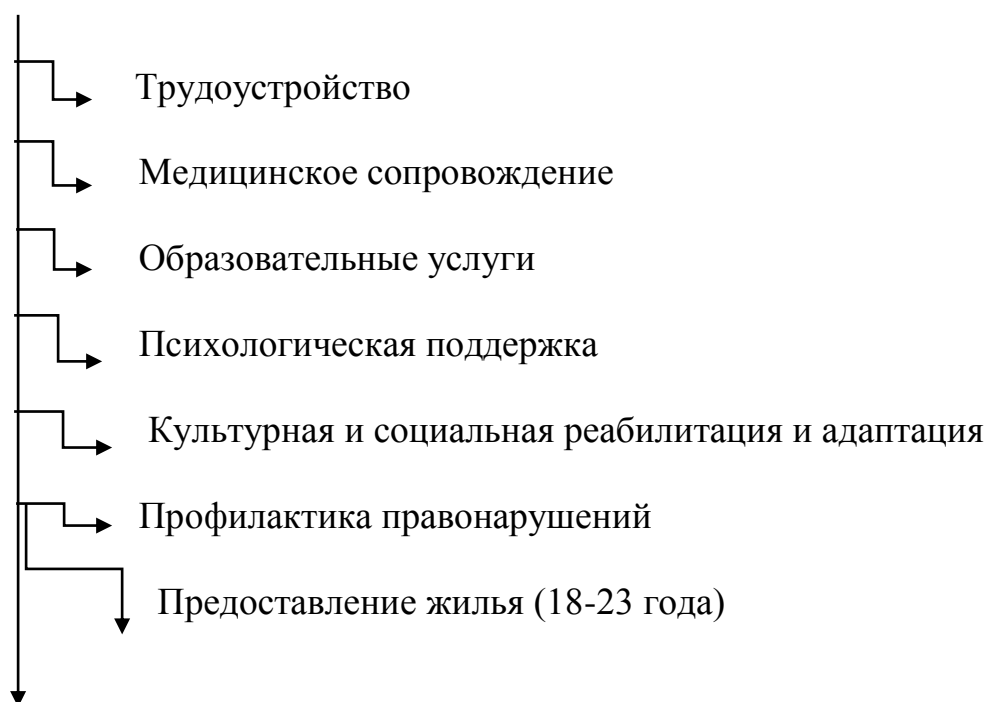 Трудоустройство
Медицинское сопровождение
Образовательные услуги
Психологическая поддержка
Культурная и социальная реабилитация и адаптация
Профилактика правонарушений
Предоставление жилья (18-23 года)